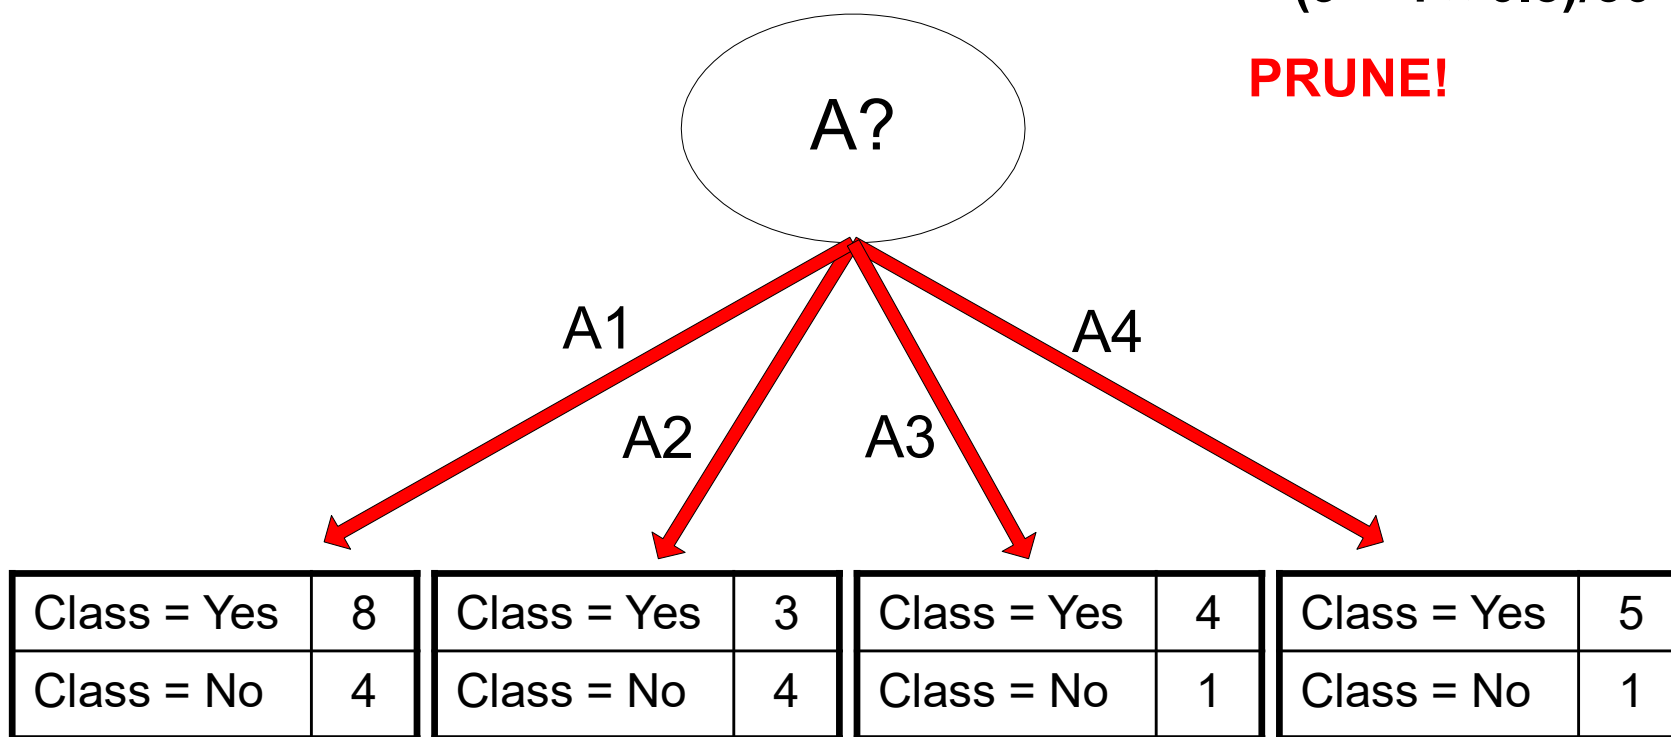 PRUNE!
A?
A1
A4
A2
A3
Class = Yes 8
Class = No 4
Class = Yes 3
Class = No 4
Class = Yes 4
Class = No 1
Class = Yes 5
Class = No 1